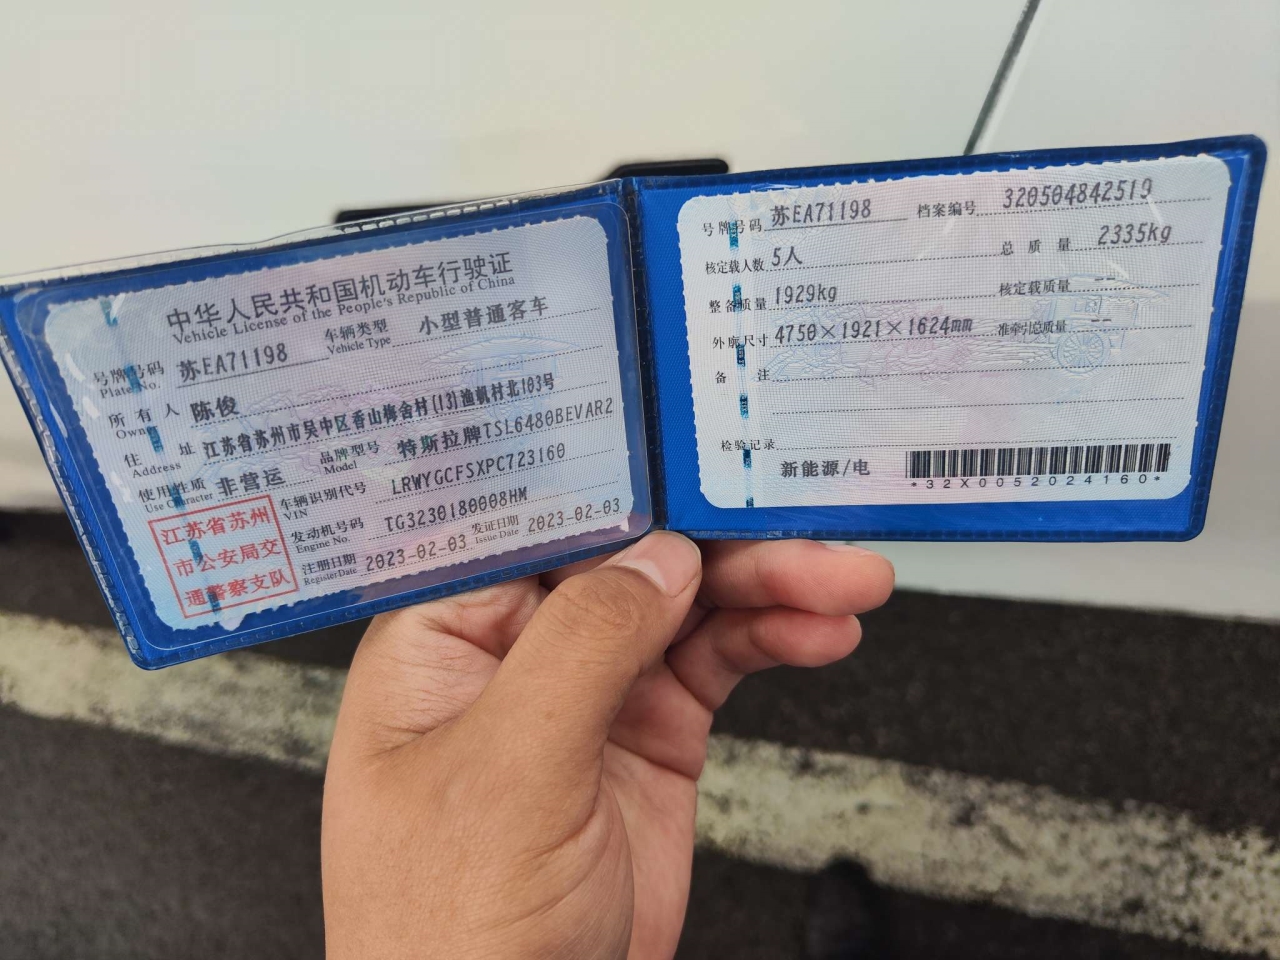 中华人民共和国机动车行驶证
Vehicle License of the People's Republic of China
号牌号码 苏EA71198 车辆类型 小型普通客车
Plate No. Vehicle Type
所有人 陈俊
Owner
住址 江苏省苏州市吴中区香山梅舍村(13)渔帆村北103号
Address
使用性质 非营运 品牌型号 特斯拉牌TSL6480BEVAR2
Use Character Model
车辆识别代号 LRWYGCFSXPC723160
VIN
发动机号码 TG3230180008HM
Engine No.
注册日期 2023-02-03 发证日期 2023-02-03
Register Date Issue Date
江苏省苏州
市公安局交
通警察支队
号牌号码 苏EA71198 档案编号 320504842519
核定载人数 5人 总质量 2335kg
整备质量 1929kg 核定载质量 --
外廓尺寸 4750×1921×1624mm 准牵引总质量 --
备注
检验记录
新能源/电
*32X0052024160*